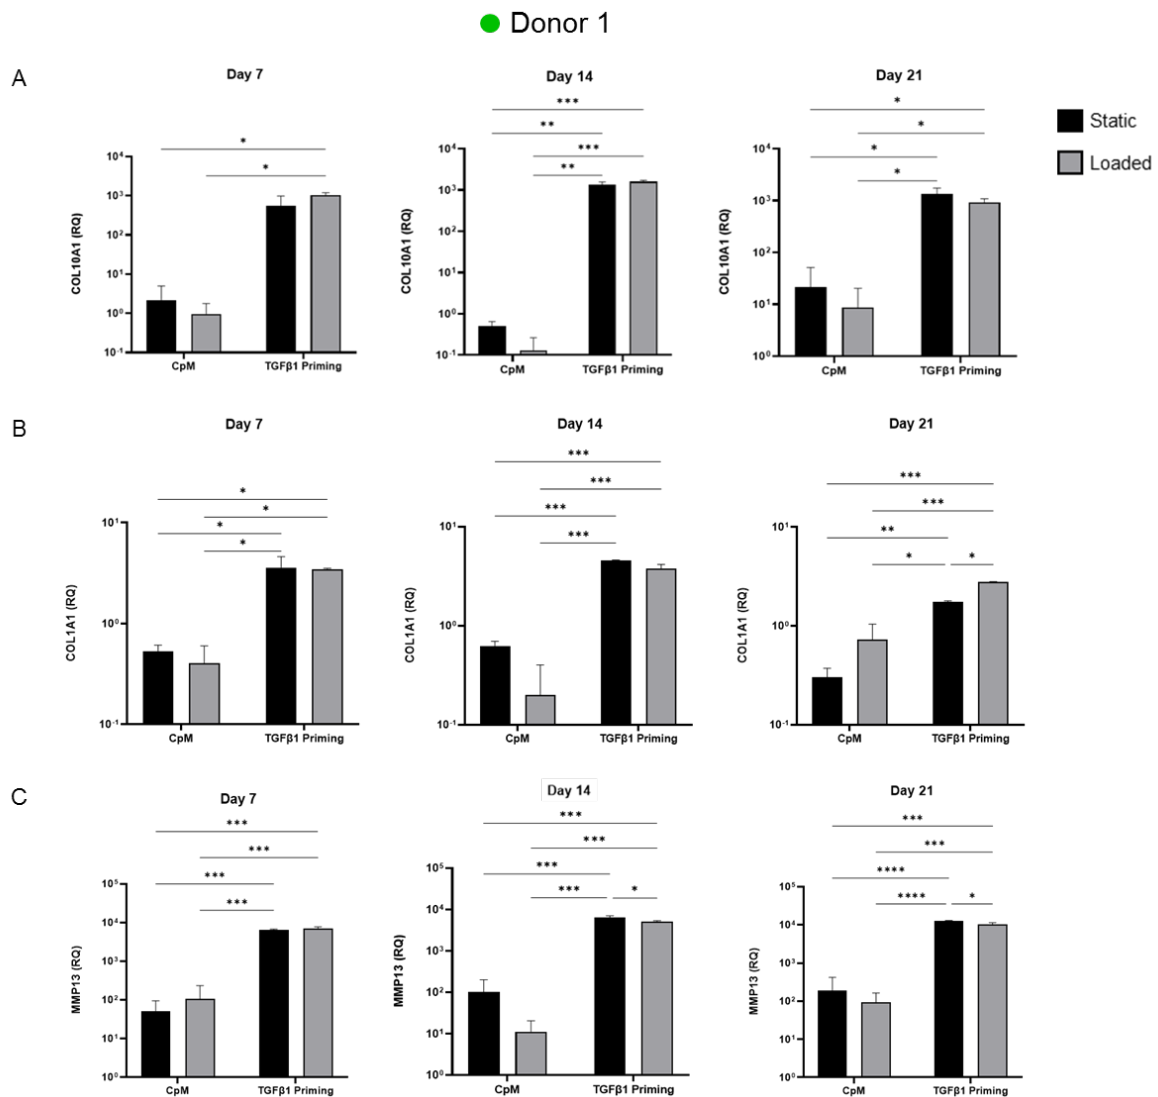 Donor 1
A
Day 7
Day 14
Day 21
Static
Loaded
*
*
***
**
***
**
*
*
*
*
COL10A1 (RQ)
10⁴
10³
10²
10¹
10⁰
10⁻¹
CpM
TGFβ1 Priming
COL10A1 (RQ)
10⁴
10³
10²
10¹
10⁰
10⁻¹
CpM
TGFβ1 Priming
COL10A1 (RQ)
10⁴
10³
10²
10¹
10⁰
CpM
TGFβ1 Priming
B
Day 7
Day 14
Day 21
*
*
*
*
***
***
***
***
***
***
**
*
*
COL1A1 (RQ)
10¹
10⁰
10⁻¹
CpM
TGFβ1 Priming
COL1A1 (RQ)
10¹
10⁰
10⁻¹
CpM
TGFβ1 Priming
COL1A1 (RQ)
10¹
10⁰
10⁻¹
CpM
TGFβ1 Priming
C
Day 7
Day 14
Day 21
***
***
***
***
***
***
***
***
*
***
***
****
****
*
MMP13 (RQ)
10⁵
10⁴
10³
10²
10¹
10⁰
CpM
TGFβ1 Priming
MMP13 (RQ)
10⁵
10⁴
10³
10²
10¹
10⁰
CpM
TGFβ1 Priming
MMP13 (RQ)
10⁵
10⁴
10³
10²
10¹
10⁰
CpM
TGFβ1 Priming